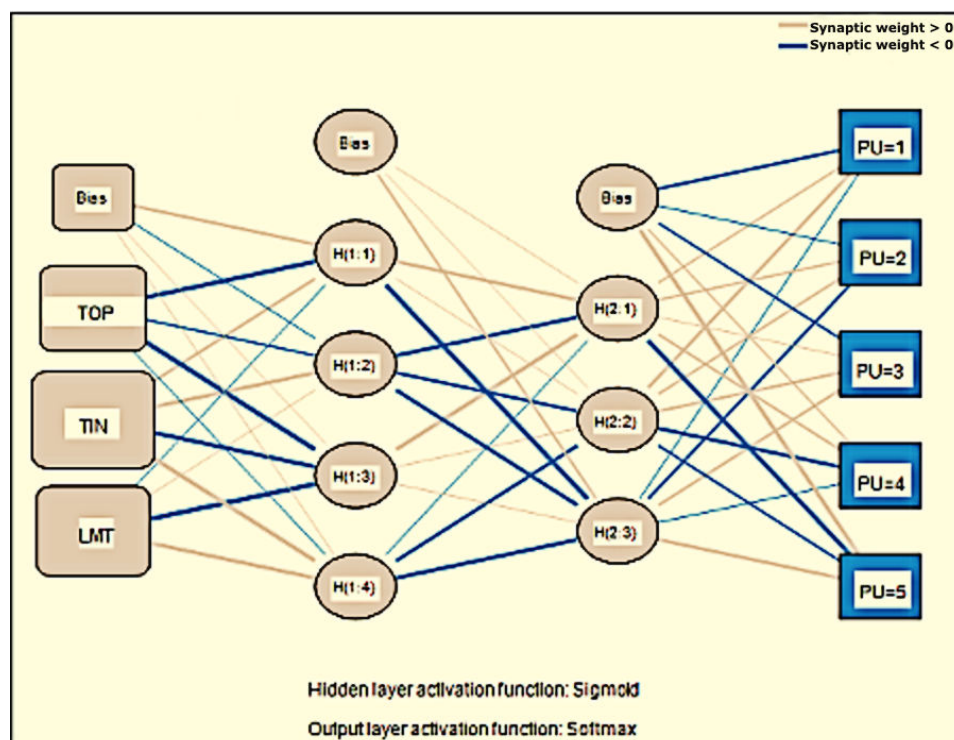 Synaptic weight > 0
Synaptic weight < 0
Bias
TOP
TIN
LMT
Bias
H(1:1)
H(1:2)
H(1:3)
H(1:4)
Bias
H(2:1)
H(2:2)
H(2:3)
PU=1
PU=2
PU=3
PU=4
PU=5
Hidden layer activation function: Sigmoid
Output layer activation function: Softmax